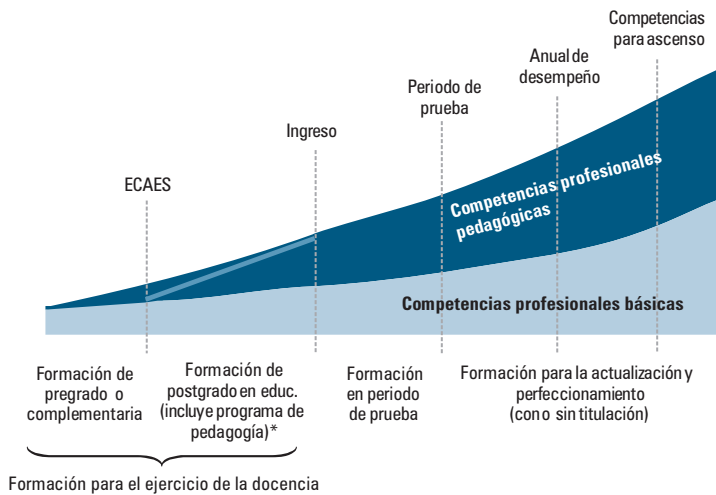 Competencias
para ascenso
Anual de
desempeño
Periodo de
prueba
Ingreso
ECAES
Competencias profesionales
pedagógicas
Competencias profesionales básicas
Formación de
pregrado o
complementaria
Formación de
postgrado en educ.
(incluye programa de
pedagogía)*
Formación
en periodo
de prueba
Formación para la actualización y
perfeccionamiento
(con o sin titulación)
Formación para el ejercicio de la docencia